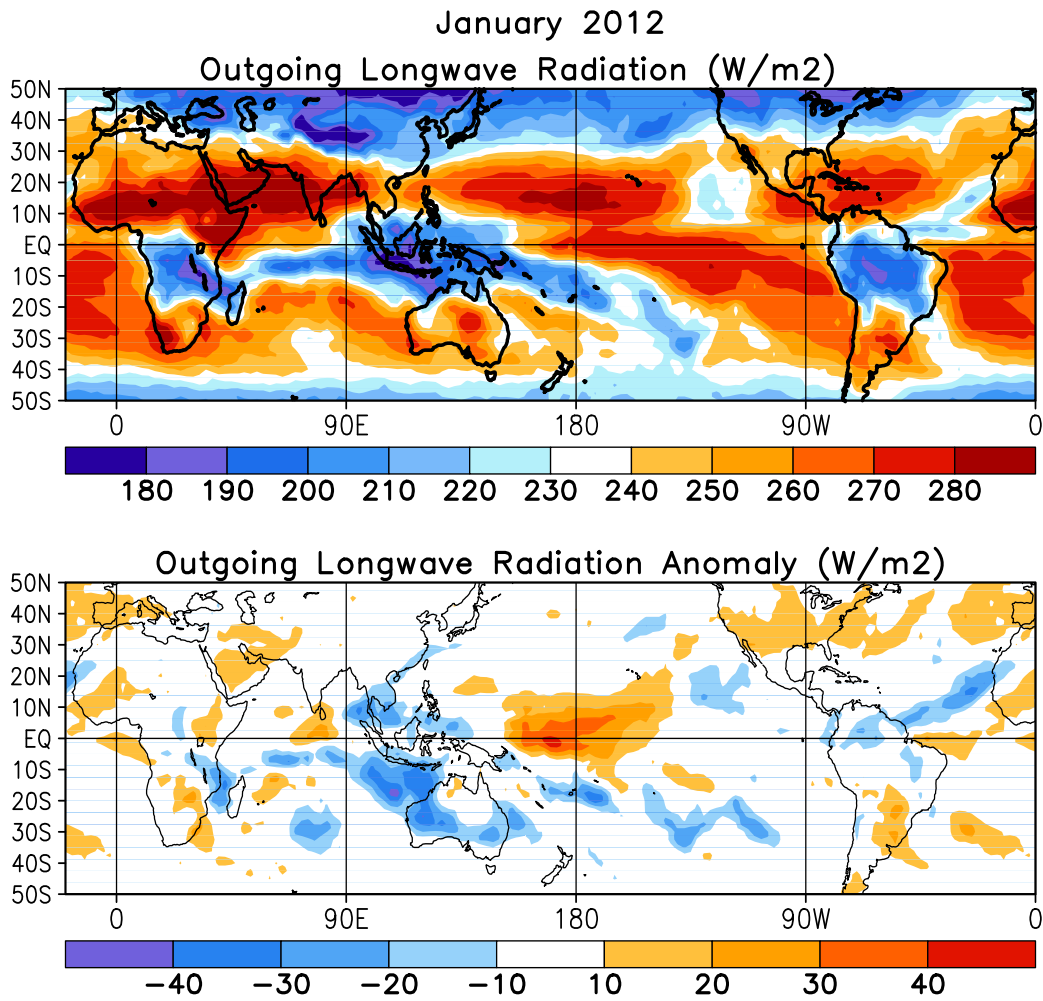 January 2012
Outgoing Longwave Radiation (W/m2)
50N
40N
30N
20N
10N
EQ
10S
20S
30S
40S
50S
0 90E 180 90W 0
180 190 200 210 220 230 240 250 260 270 280
Outgoing Longwave Radiation Anomaly (W/m2)
50N
40N
30N
20N
10N
EQ
10S
20S
30S
40S
50S
0 90E 180 90W 0
−40 −30 −20 −10 10 20 30 40